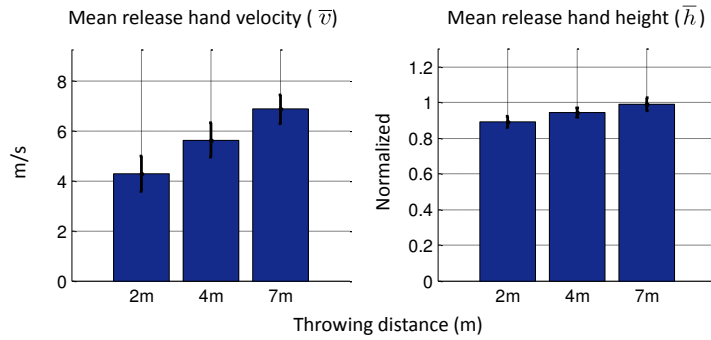 Mean release hand velocity ( v̅ )
m/s
8
6
4
2
0
2m 4m 7m
Mean release hand height ( h̅ )
Normalized
1.2
1
0.8
0.6
0.4
0.2
0
2m 4m 7m
Throwing distance (m)